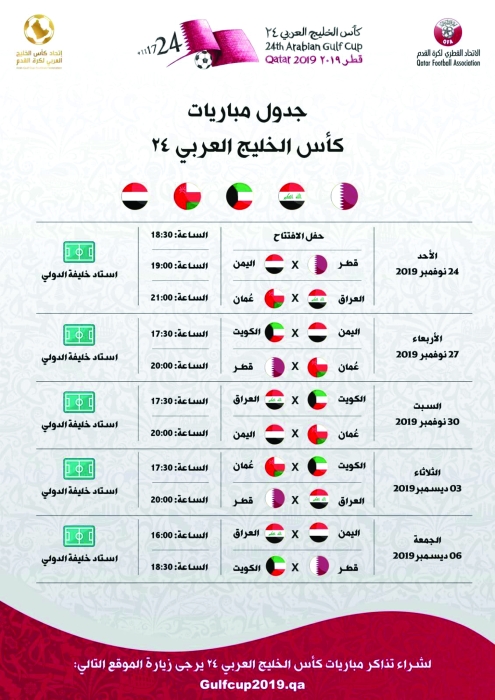 الاتحاد القطري لكرة القدم
Qatar Football Association
كأس الخليج العربي ٢٤
24th Arabian Gulf Cup
Qatar 2019 قطر ٢٠١٩
24
اتحاد كأس الخليج
العربي لكرة القدم
جدول مباريات
كأس الخليج العربي ٢٤
الأحد
24 نوفمبر 2019
حفل الافتتاح
الساعة: 18:30
قطر X اليمن
الساعة: 19:00
العراق X عُمان
الساعة: 21:00
استاد خليفة الدولي
الأربعاء
27 نوفمبر 2019
اليمن X الكويت
الساعة: 17:30
عُمان X قطر
الساعة: 20:00
استاد خليفة الدولي
السبت
30 نوفمبر 2019
الكويت X العراق
الساعة: 17:30
عُمان X اليمن
الساعة: 20:00
استاد خليفة الدولي
الثلاثاء
03 ديسمبر 2019
الكويت X عُمان
الساعة: 17:30
العراق X قطر
الساعة: 20:00
استاد خليفة الدولي
الجمعة
06 ديسمبر 2019
اليمن X العراق
الساعة: 16:00
قطر X الكويت
الساعة: 18:30
استاد خليفة الدولي
لشراء تذاكر مباريات كأس الخليج العربي ٢٤ يرجى زيارة الموقع التالي:
Gulfcup2019.qa